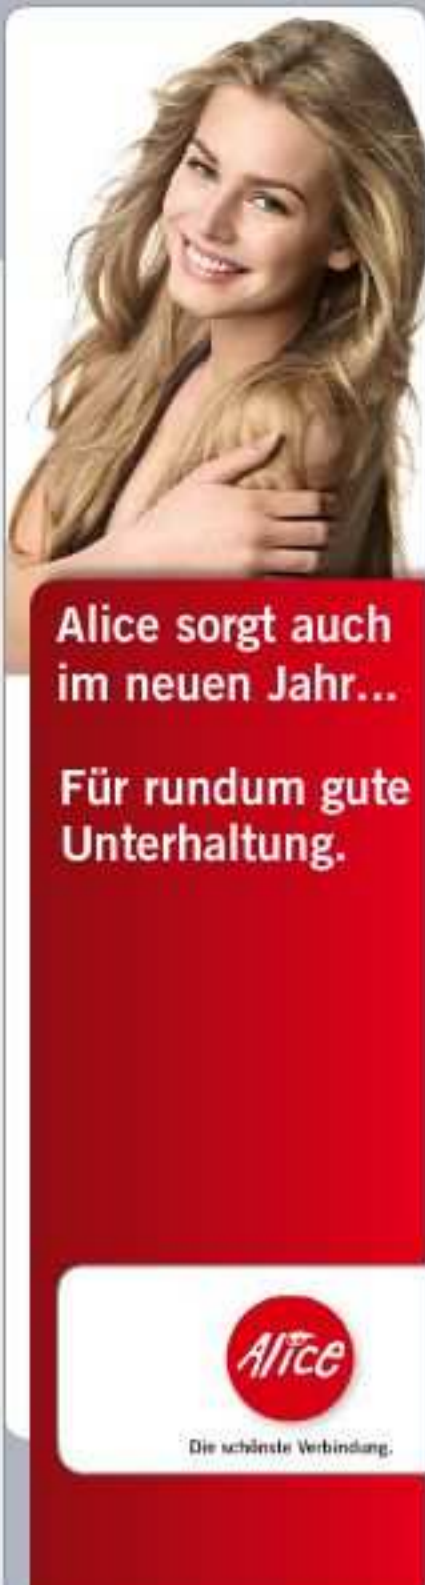 Alice sorgt auch
im neuen Jahr...
Für rundum gute
Unterhaltung.
Alice
Die schönste Verbindung.